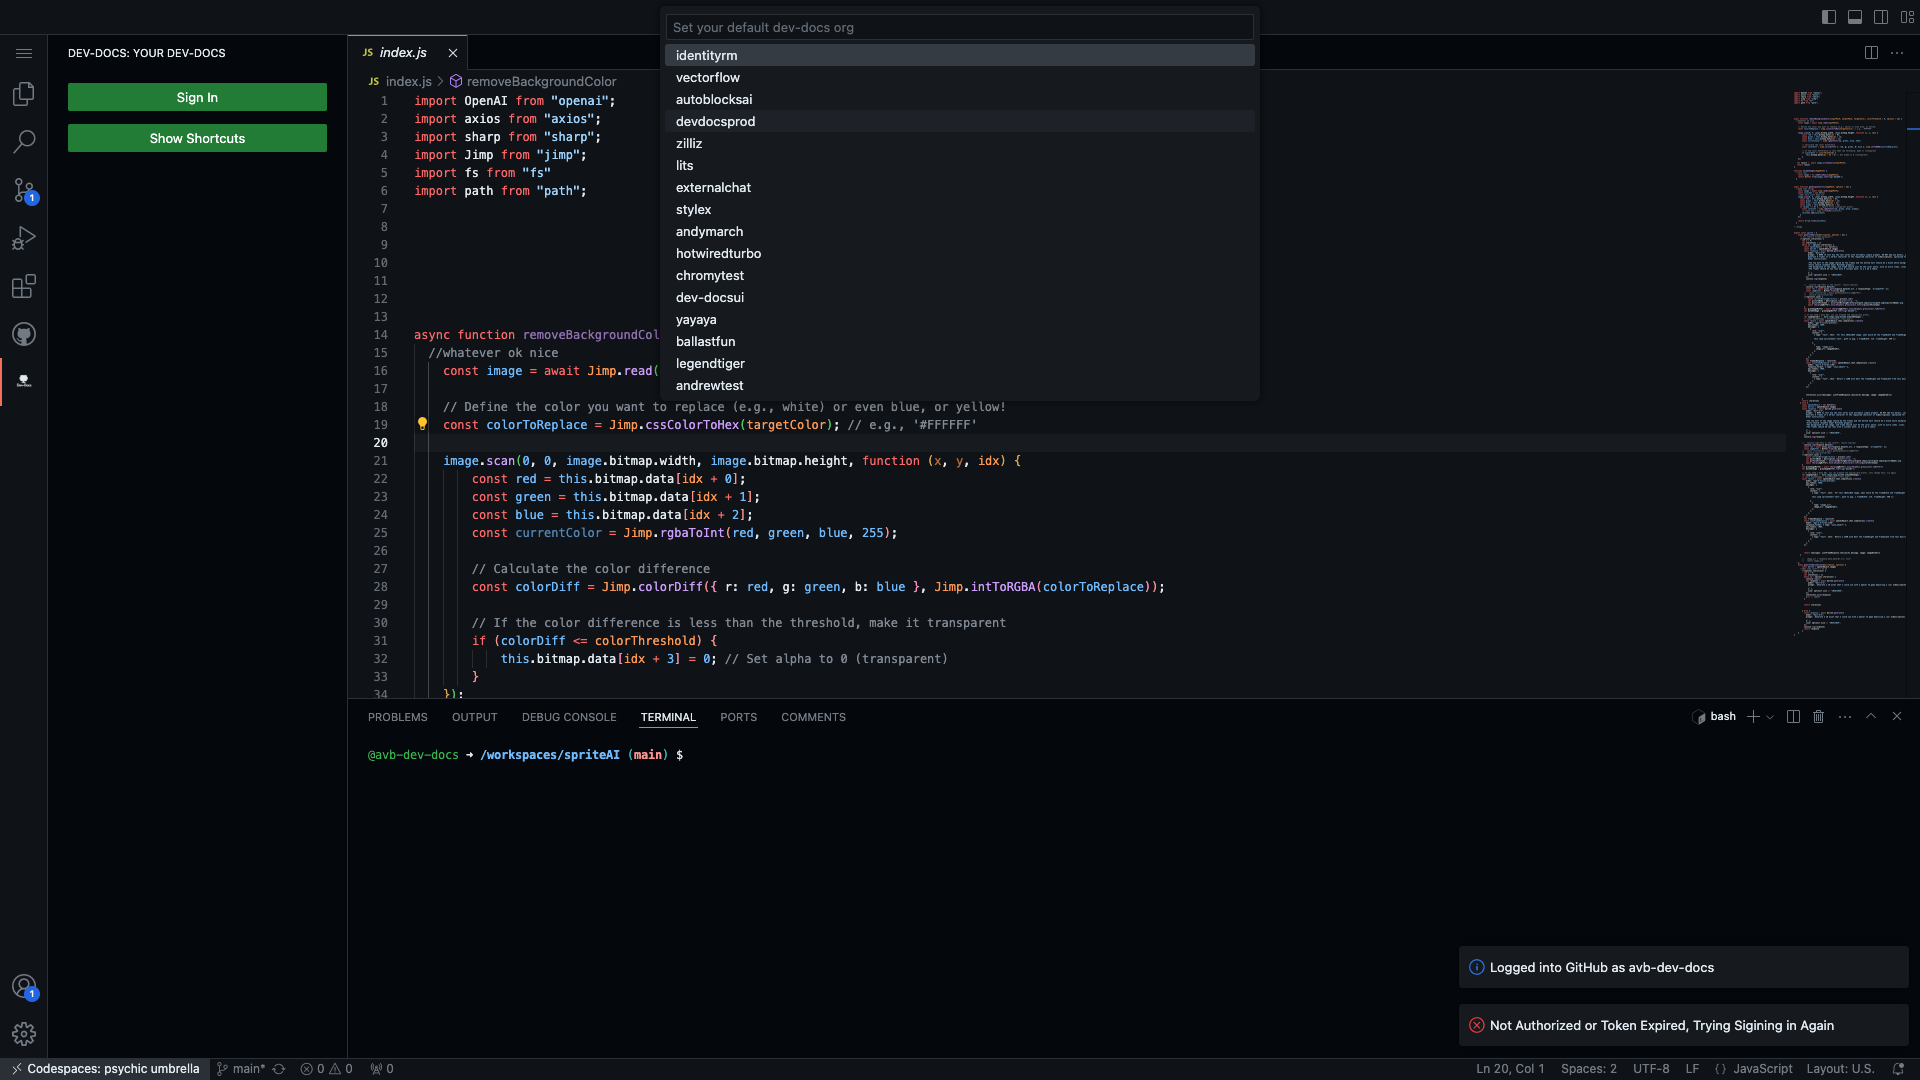 Set your default dev-docs org
identityrm
vectorflow
autoblocksai
devdocsprod
zilliz
lits
externalchat
stylex
andymarch
hotwiredturbo
chromytest
dev-docsui
yayaya
ballastfun
legendtiger
andrewtest
DEV-DOCS: YOUR DEV-DOCS
Sign In
Show Shortcuts
1
1
JS index.js
JS index.js > removeBackgroundColor
1 import OpenAI from "openai";
2 import axios from "axios";
3 import sharp from "sharp";
4 import Jimp from "jimp";
5 import fs from "fs"
6 import path from "path";
7
8
9
10
11
12
13
14 async function removeBackgroundCol
15 //whatever ok nice
16 const image = await Jimp.read(
17
18 // Define the color you want to replace (e.g., white) or even blue, or yellow!
19 const colorToReplace = Jimp.cssColorToHex(targetColor); // e.g., '#FFFFFF'
20
21 image.scan(0, 0, image.bitmap.width, image.bitmap.height, function (x, y, idx) {
22 const red = this.bitmap.data[idx + 0];
23 const green = this.bitmap.data[idx + 1];
24 const blue = this.bitmap.data[idx + 2];
25 const currentColor = Jimp.rgbaToInt(red, green, blue, 255);
26
27 // Calculate the color difference
28 const colorDiff = Jimp.colorDiff({ r: red, g: green, b: blue }, Jimp.intToRGBA(colorToReplace));
29
30 // If the color difference is less than the threshold, make it transparent
31 if (colorDiff <= colorThreshold) {
32 this.bitmap.data[idx + 3] = 0; // Set alpha to 0 (transparent)
33 }
34 });
PROBLEMS OUTPUT DEBUG CONSOLE TERMINAL PORTS COMMENTS
bash
@avb-dev-docs → /workspaces/spriteAI (main) $
Logged into GitHub as avb-dev-docs
Not Authorized or Token Expired, Trying Sigining in Again
Codespaces: psychic umbrella main* 0 0 0
Ln 20, Col 1 Spaces: 2 UTF-8 LF {} JavaScript Layout: U.S.